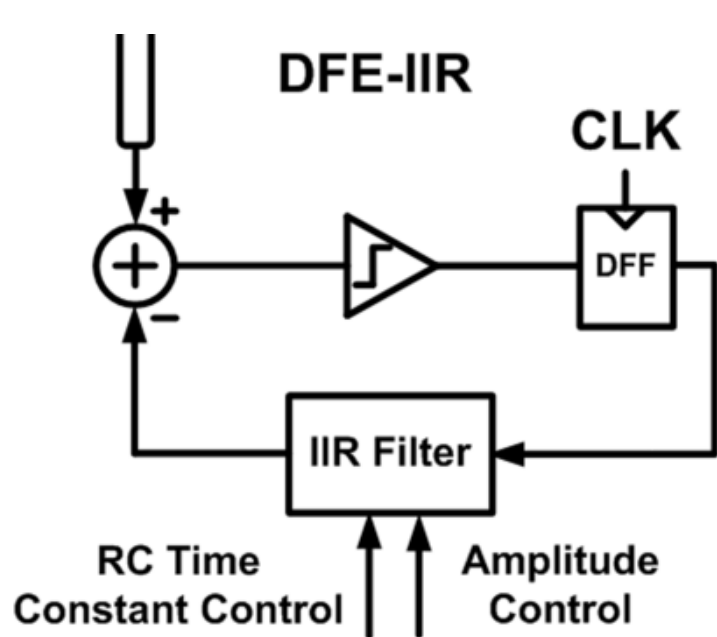 DFE-IIR
CLK
+
DFF
−
IIR Filter
RC Time
Constant Control
Amplitude
Control